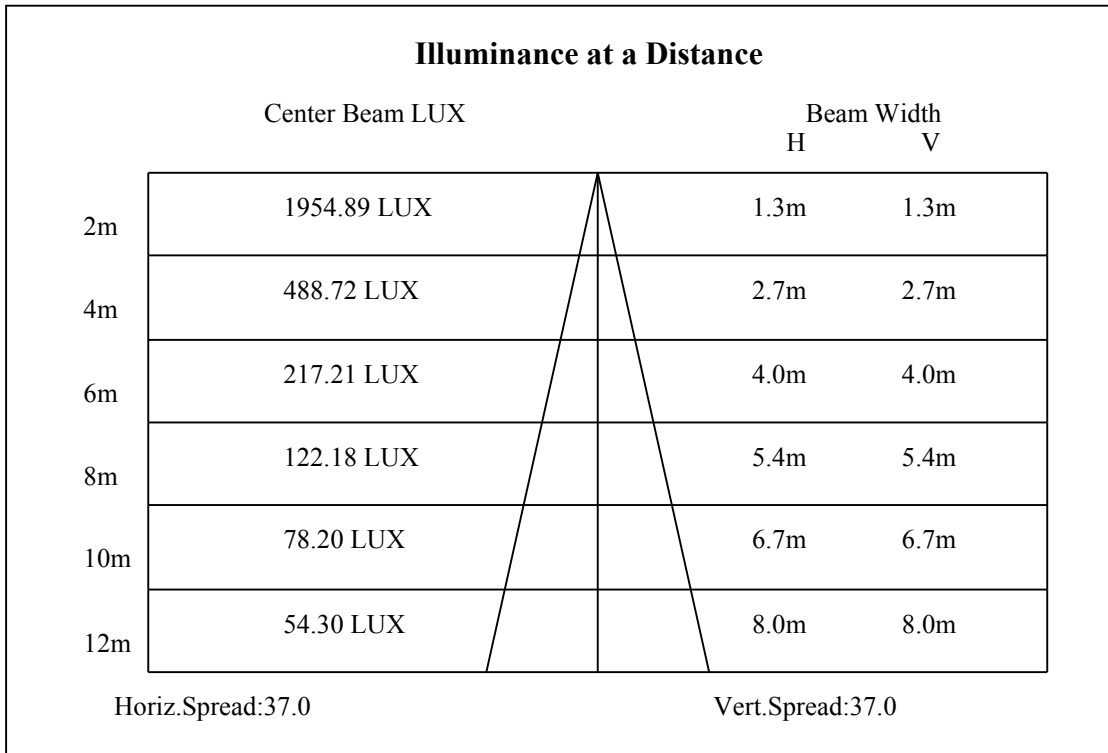 Illuminance at a Distance
Center Beam LUX Beam Width
H V
2m 1954.89 LUX 1.3m 1.3m
4m 488.72 LUX 2.7m 2.7m
6m 217.21 LUX 4.0m 4.0m
8m 122.18 LUX 5.4m 5.4m
10m 78.20 LUX 6.7m 6.7m
12m 54.30 LUX 8.0m 8.0m
Horiz.Spread:37.0 Vert.Spread:37.0